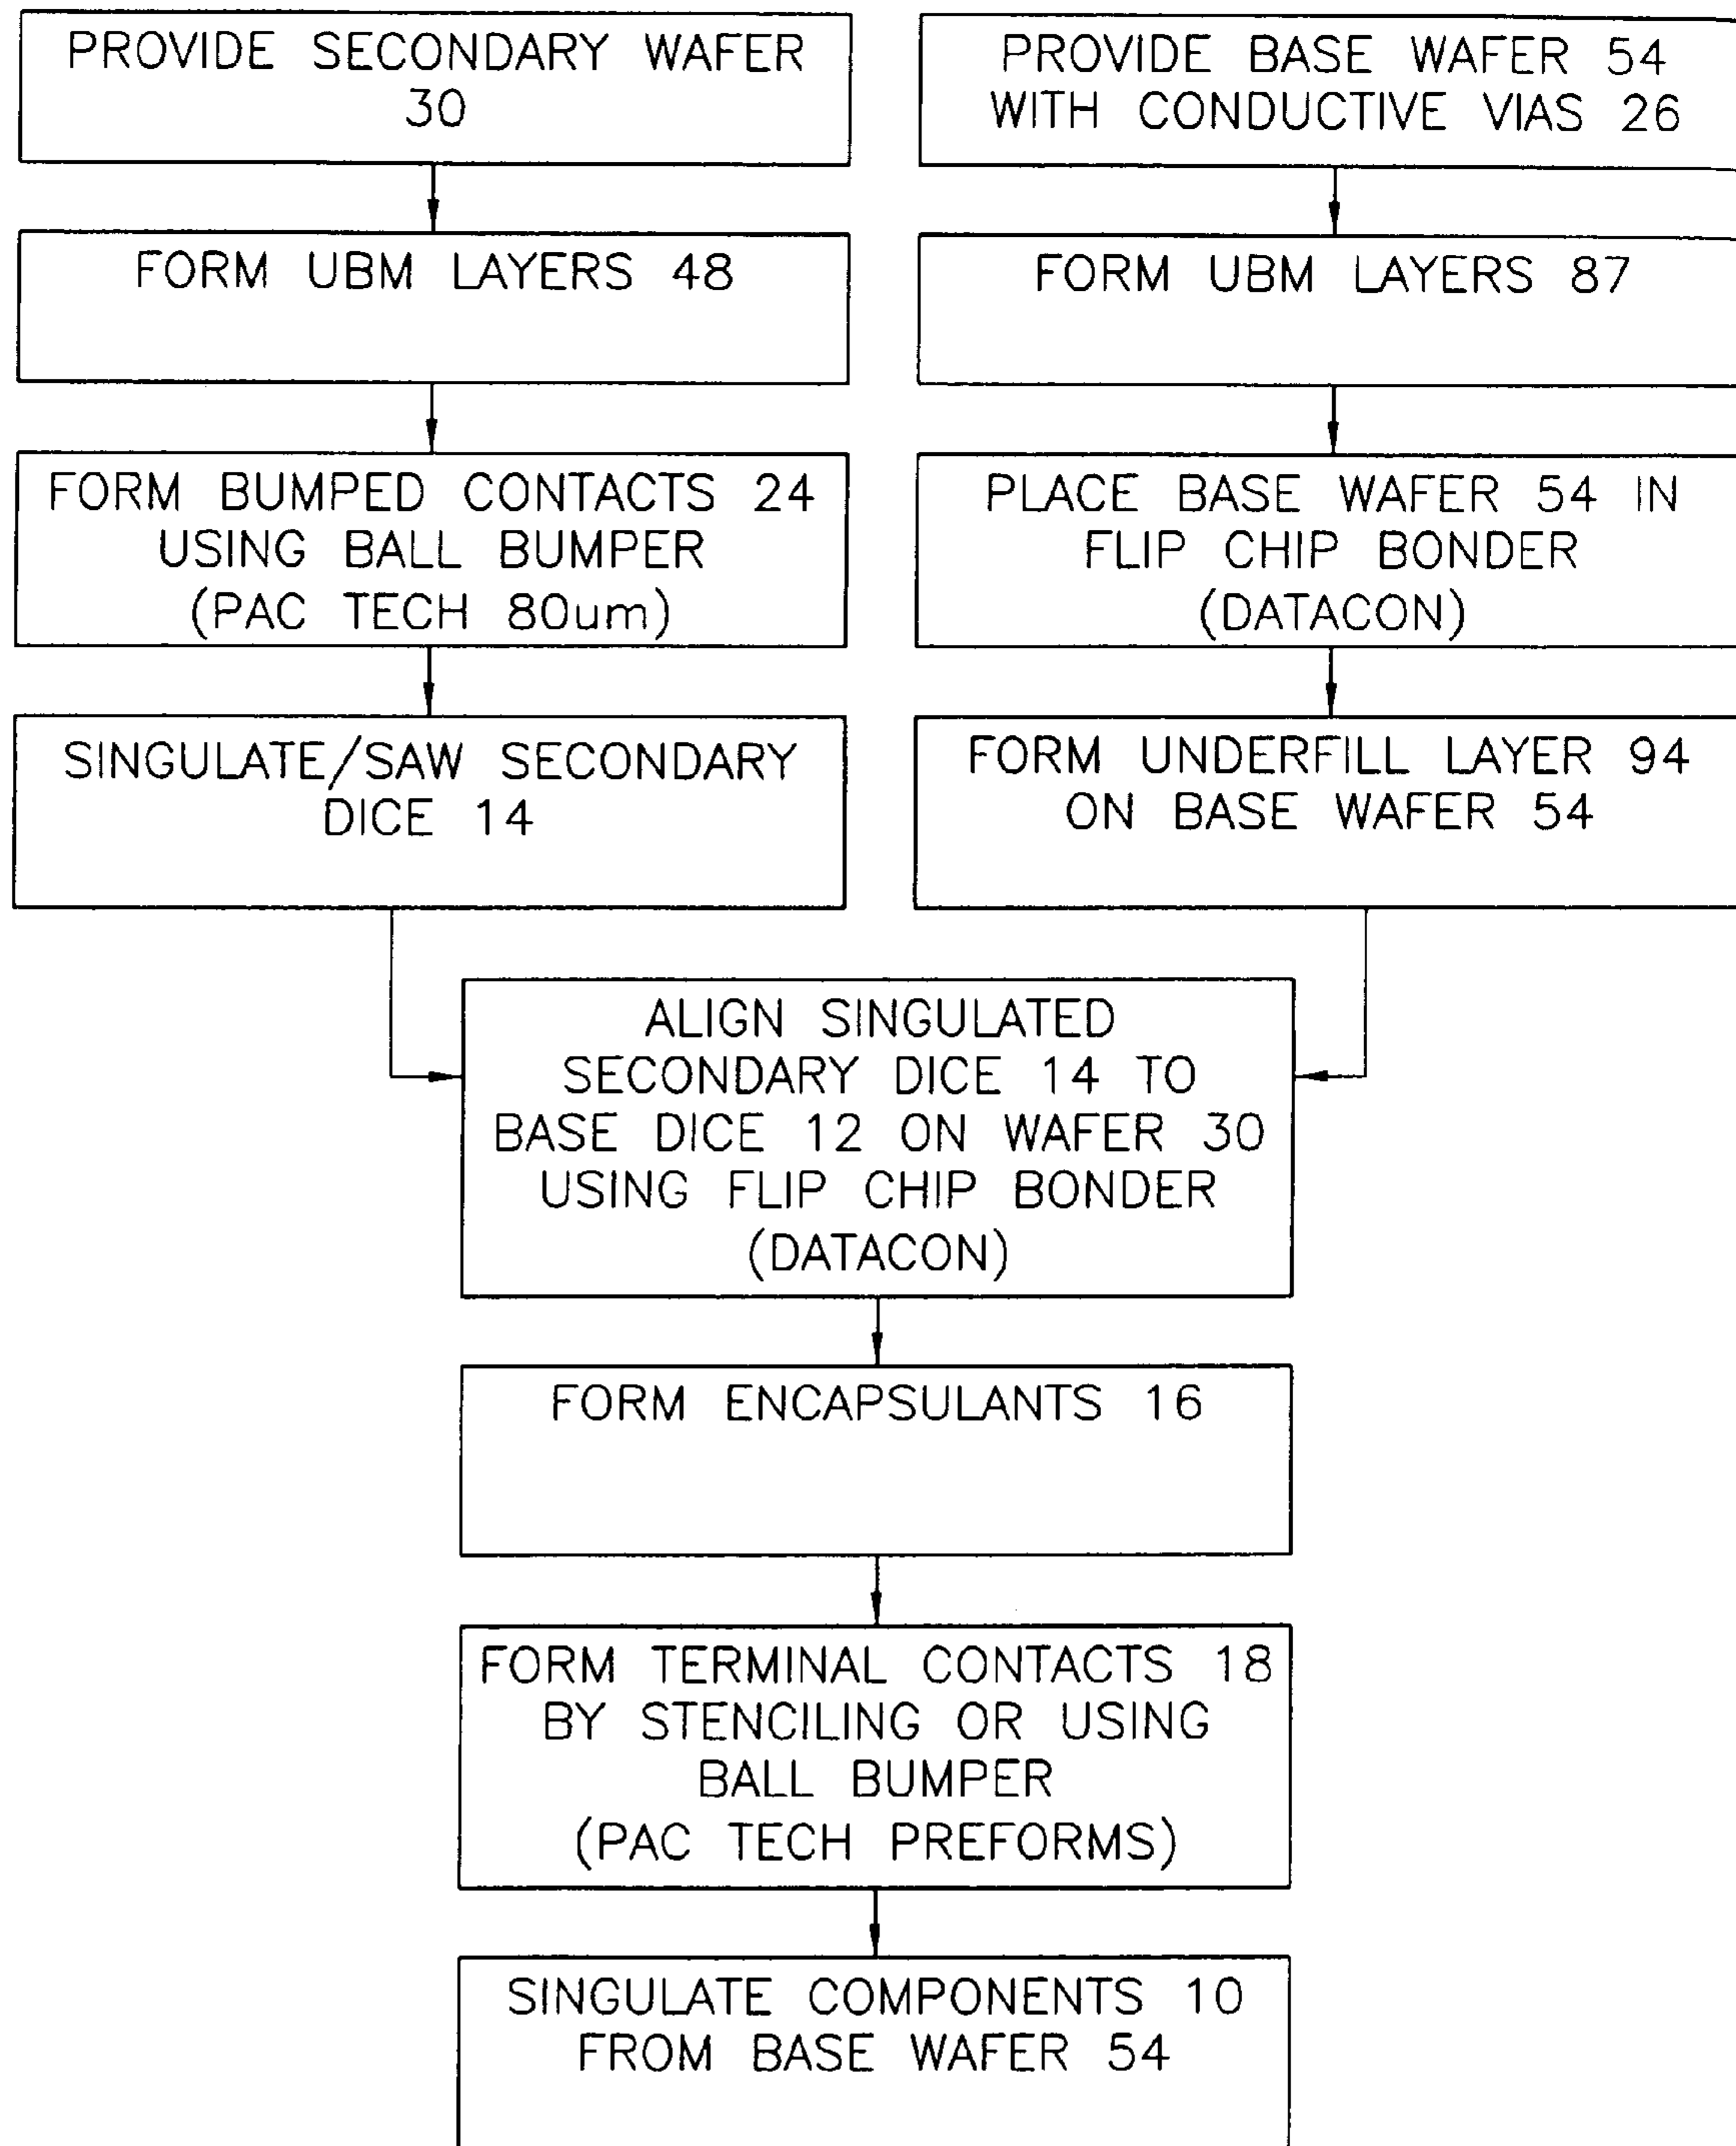 PROVIDE SECONDARY WAFER
30
FORM UBM LAYERS 48
FORM BUMPED CONTACTS 24
USING BALL BUMPER
(PAC TECH 80um)
SINGULATE/SAW SECONDARY
DICE 14
PROVIDE BASE WAFER 54
WITH CONDUCTIVE VIAS 26
FORM UBM LAYERS 87
PLACE BASE WAFER 54 IN
FLIP CHIP BONDER
(DATACON)
FORM UNDERFILL LAYER 94
ON BASE WAFER 54
ALIGN SINGULATED
SECONDARY DICE 14 TO
BASE DICE 12 ON WAFER 30
USING FLIP CHIP BONDER
(DATACON)
FORM ENCAPSULANTS 16
FORM TERMINAL CONTACTS 18
BY STENCILING OR USING
BALL BUMPER
(PAC TECH PREFORMS)
SINGULATE COMPONENTS 10
FROM BASE WAFER 54